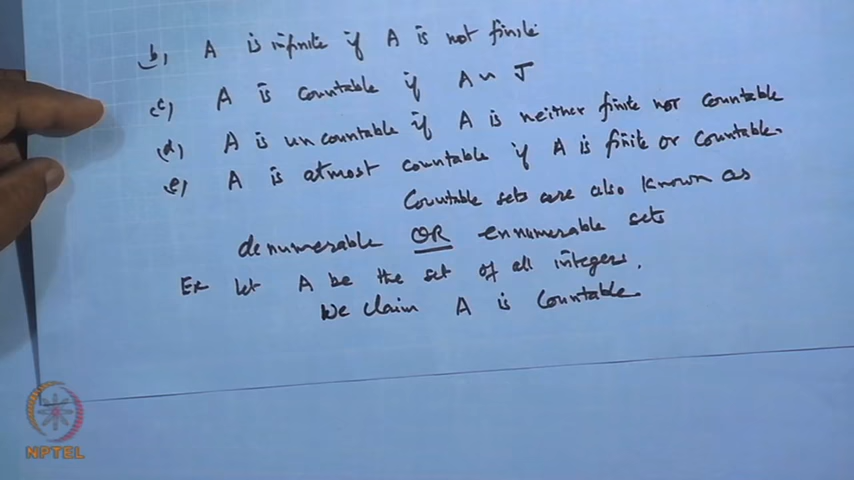 (b), A is infinite if A is not finite.
(c), A is countable if A ~ J
(d), A is uncountable if A is neither finite nor countable
(e), A is atmost countable if A is finite or countable.
Countable sets are also known as
denumerable OR ennumerable sets
Ex let A be the set of all integers.
We claim A is Countable.
NPTEL